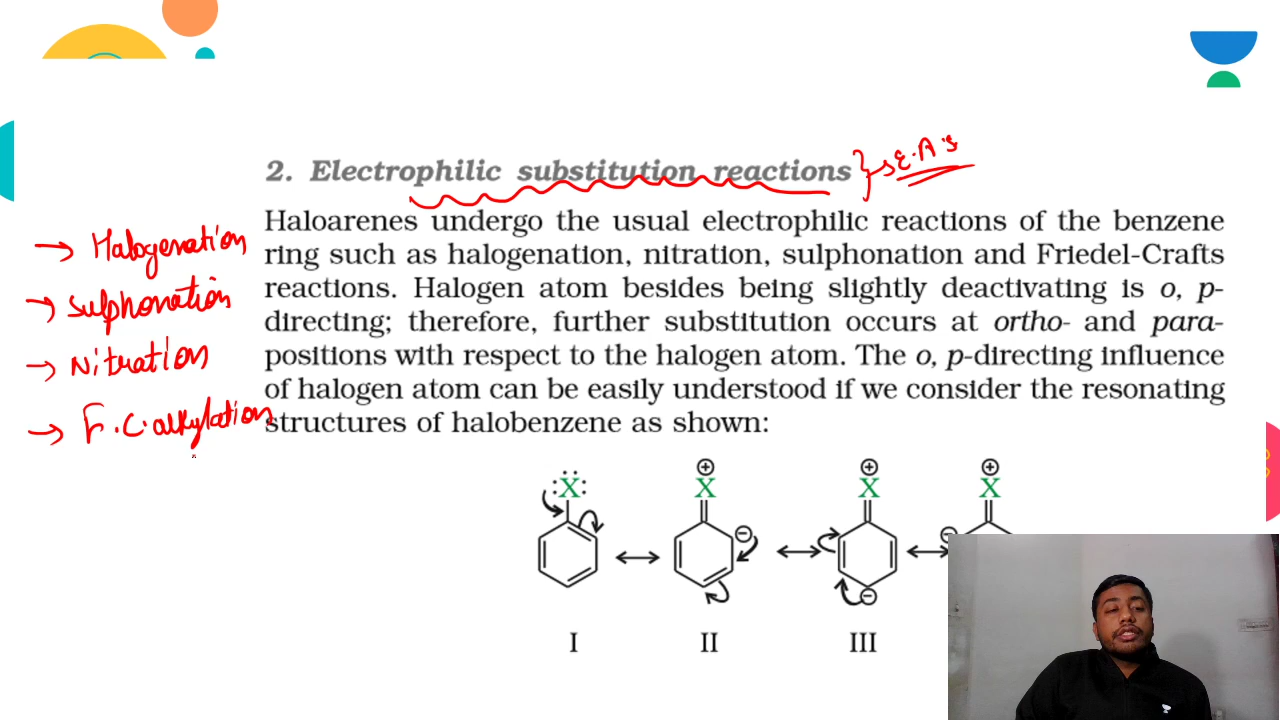 2. Electrophilic substitution reactions
E.A.S
Haloarenes undergo the usual electrophilic reactions of the benzene
ring such as halogenation, nitration, sulphonation and Friedel-Crafts
reactions. Halogen atom besides being slightly deactivating is o, p-
directing; therefore, further substitution occurs at ortho- and para-
positions with respect to the halogen atom. The o, p-directing influence
of halogen atom can be easily understood if we consider the resonating
structures of halobenzene as shown:
→ Halogenation
→ Sulphonation
→ Nitration
→ F.C. alkylation
X X X X
I II III